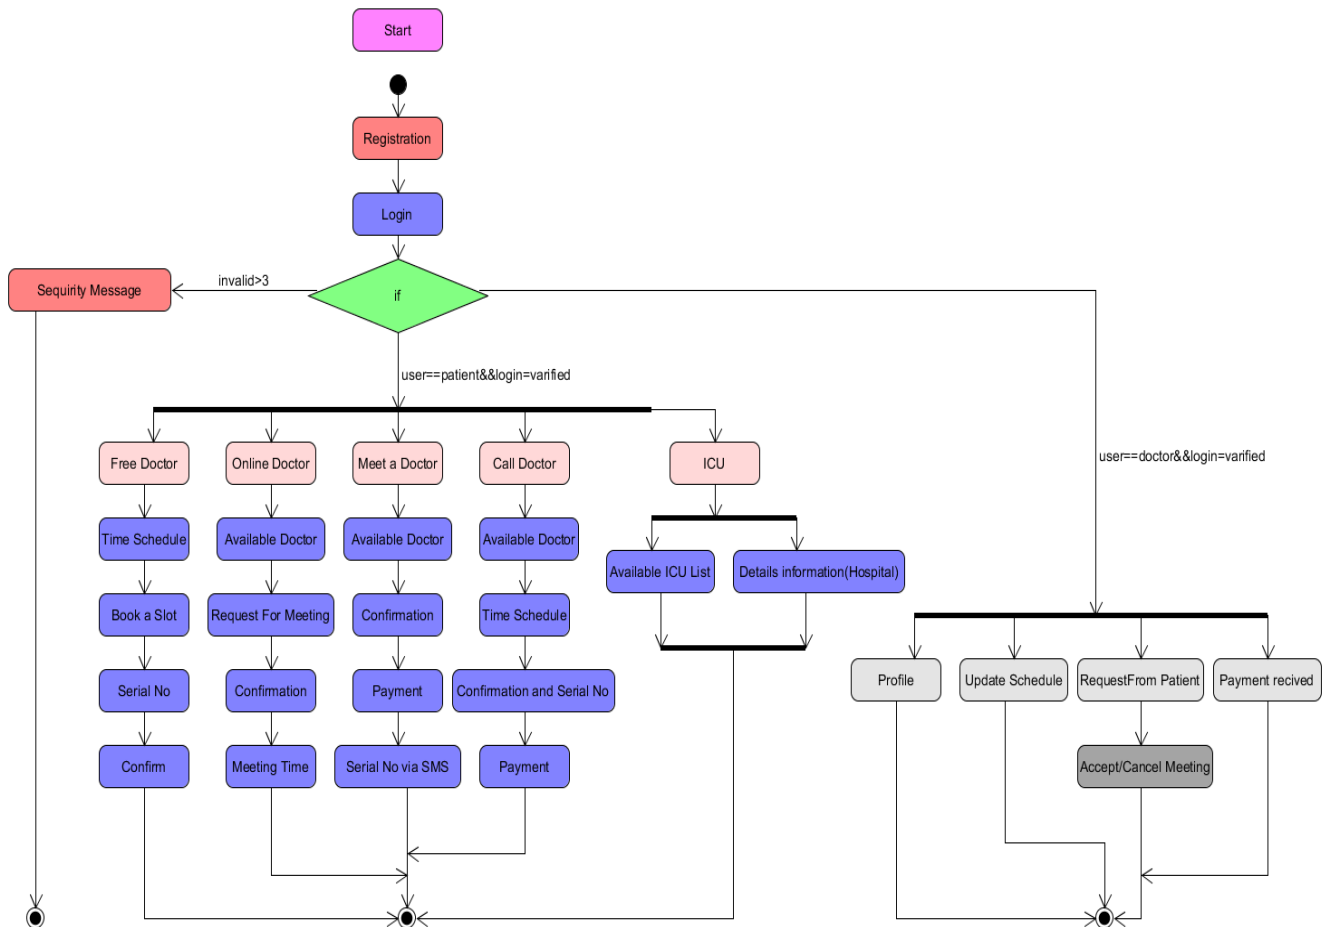 Start
Registration
Login
Sequirity Message
invalid>3
if
user==patient&&login=varified
user==doctor&&login=varified
Free Doctor
Online Doctor
Meet a Doctor
Call Doctor
ICU
Time Schedule
Available Doctor
Available Doctor
Available Doctor
Available ICU List
Details information(Hospital)
Book a Slot
Request For Meeting
Confirmation
Time Schedule
Serial No
Confirmation
Payment
Confirmation and Serial No
Profile
Update Schedule
RequestFrom Patient
Payment recived
Confirm
Meeting Time
Serial No via SMS
Payment
Accept/Cancel Meeting